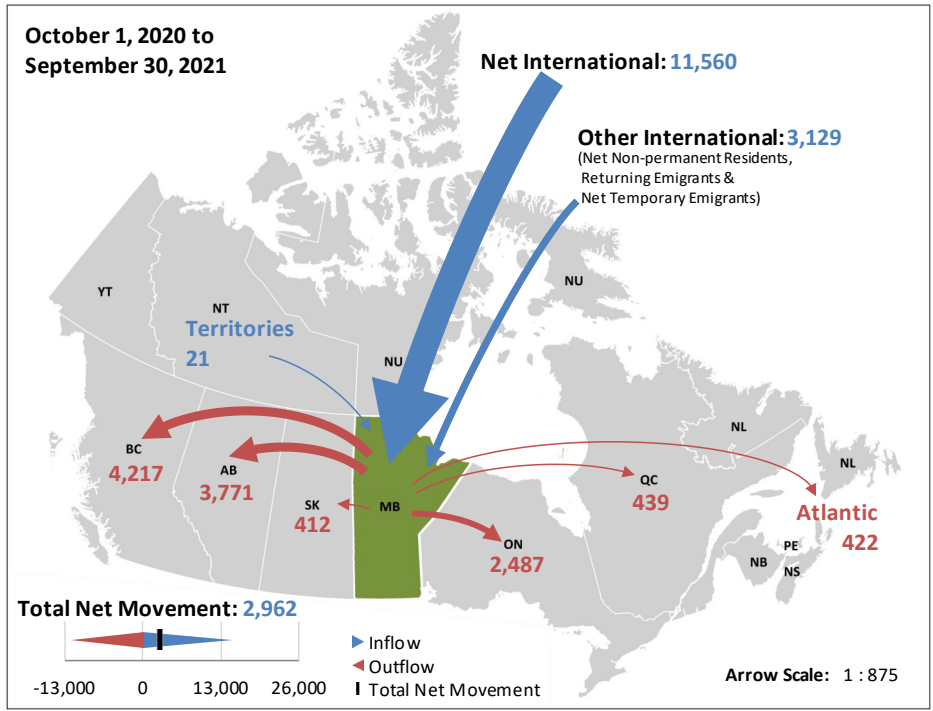 October 1, 2020 to
September 30, 2021
Net International: 11,560
Other International: 3,129
(Net Non-permanent Residents,
Returning Emigrants &
Net Temporary Emigrants)
YT
NT
NU
NU
Territories
21
BC
4,217
AB
3,771
SK
412
MB
ON
2,487
QC
439
NL
NL
Atlantic
422
PE
NB
NS
Total Net Movement: 2,962
-13,000 0 13,000 26,000
Inflow
Outflow
Total Net Movement
Arrow Scale: 1 : 875